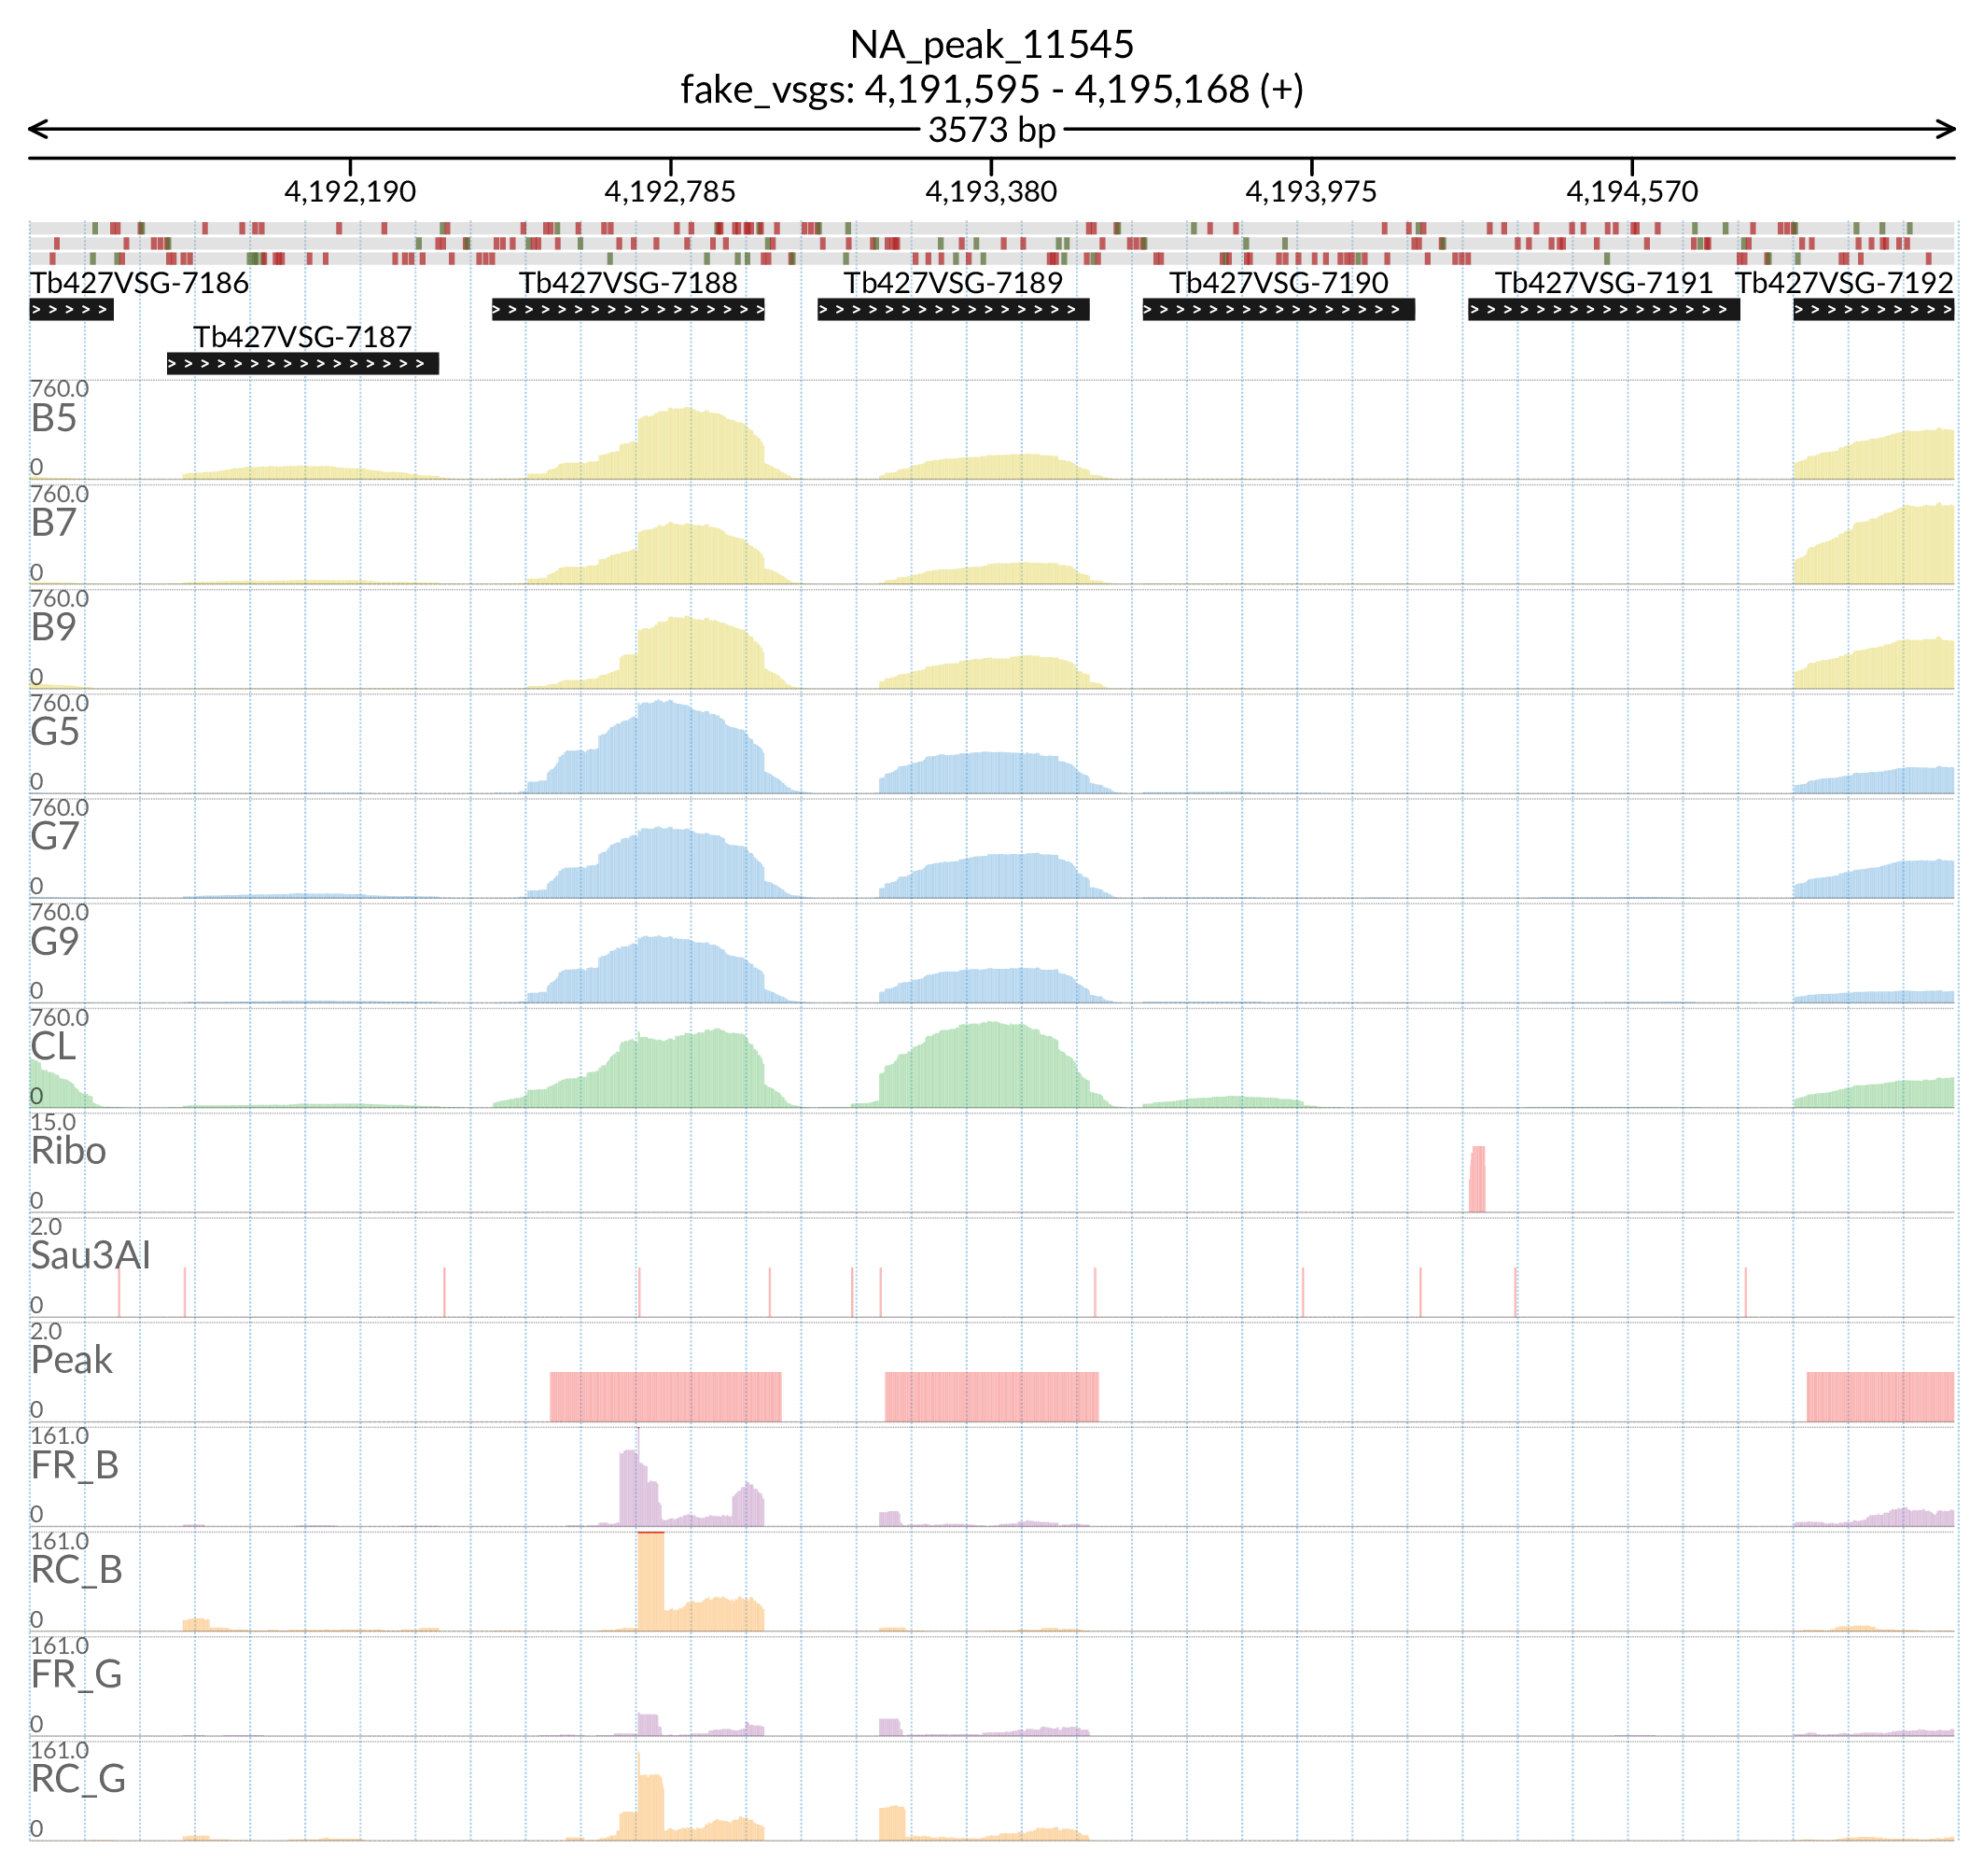 NA_peak_11545
fake_vsgs: 4,191,595 - 4,195,168 (+)
3573 bp
4,192,190 4,192,785 4,193,380 4,193,975 4,194,570
Tb427VSG-7186 Tb427VSG-7188 Tb427VSG-7189 Tb427VSG-7190 Tb427VSG-7191 Tb427VSG-7192
Tb427VSG-7187
760.0
B5
0
760.0
B7
0
760.0
B9
0
760.0
G5
0
760.0
G7
0
760.0
G9
0
760.0
CL
0
15.0
Ribo
0
2.0
Sau3AI
0
2.0
Peak
0
161.0
FR_B
0
161.0
RC_B
0
161.0
FR_G
0
161.0
RC_G
0